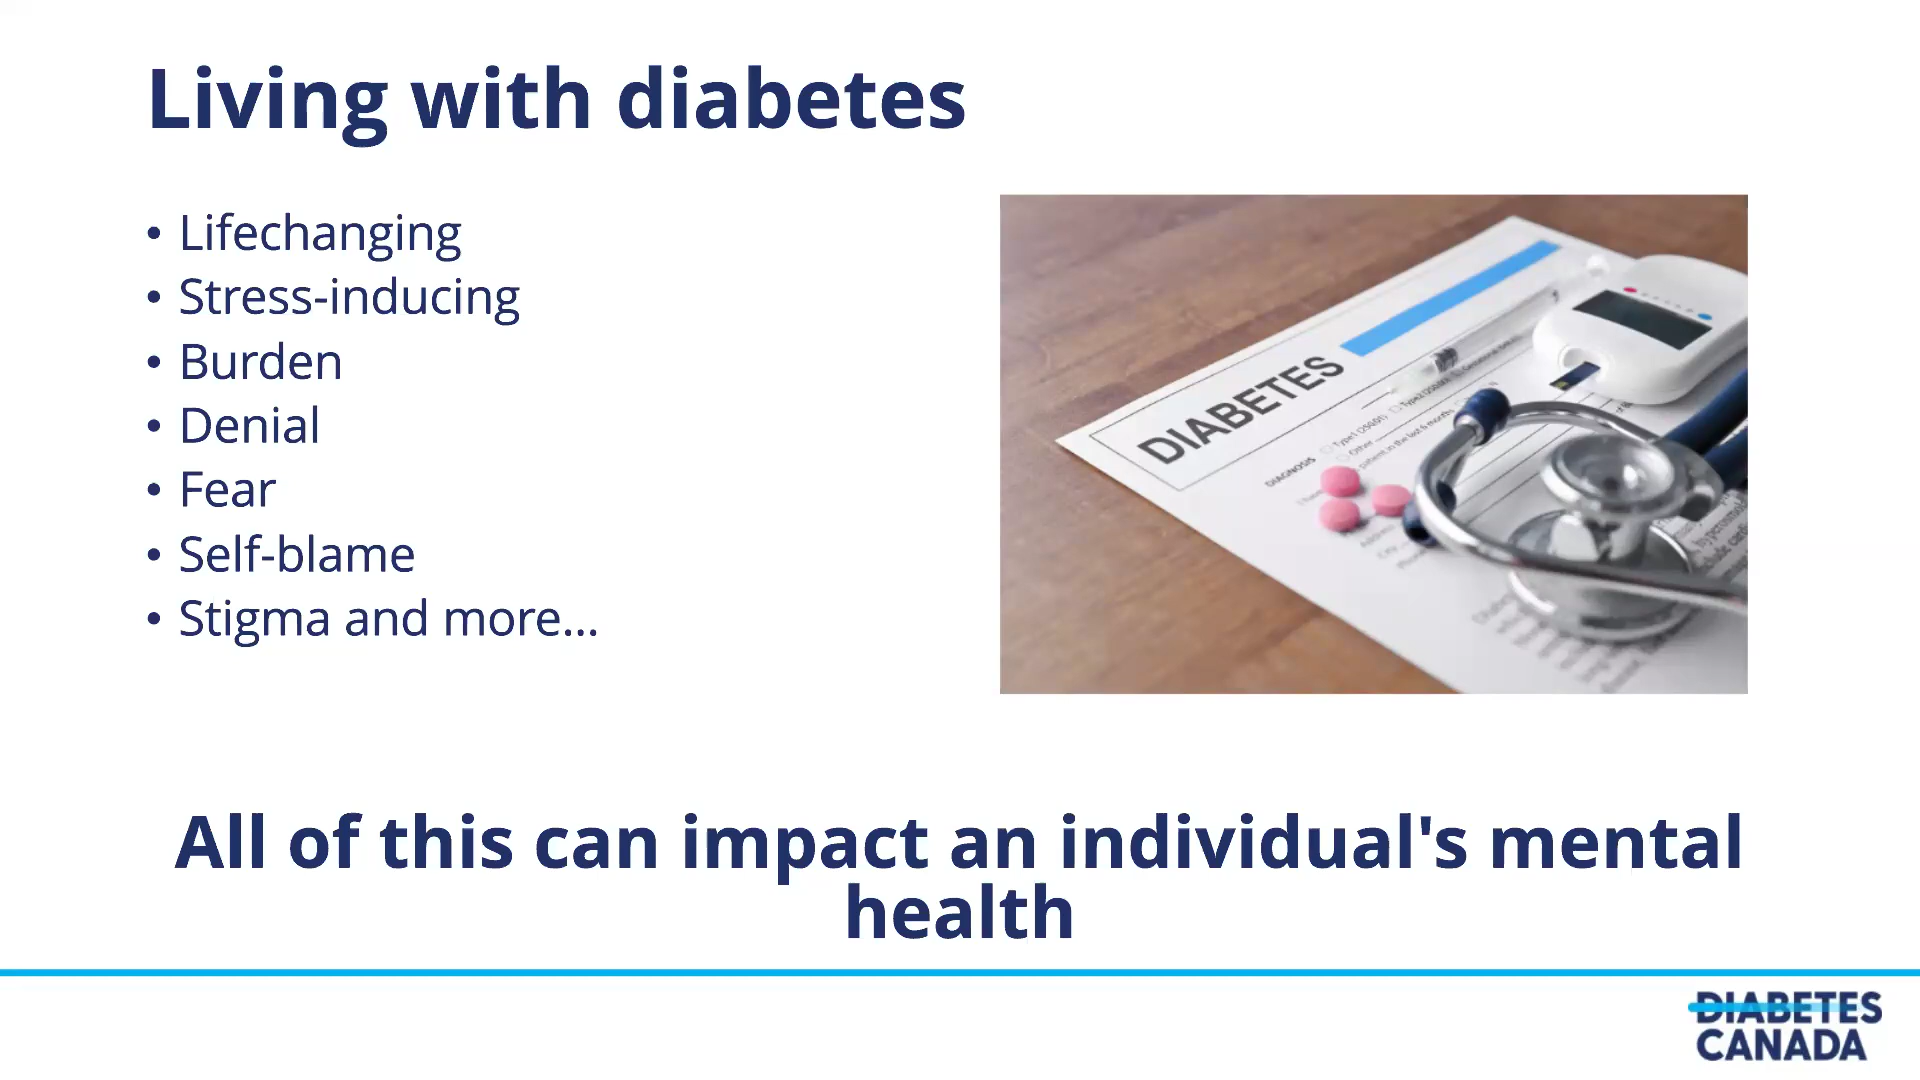 Living with diabetes
• Lifechanging
• Stress-inducing
• Burden
• Denial
• Fear
• Self-blame
• Stigma and more...
DIABETES
DIAGNOSIS
All of this can impact an individual's mental
health
DIABETES
CANADA